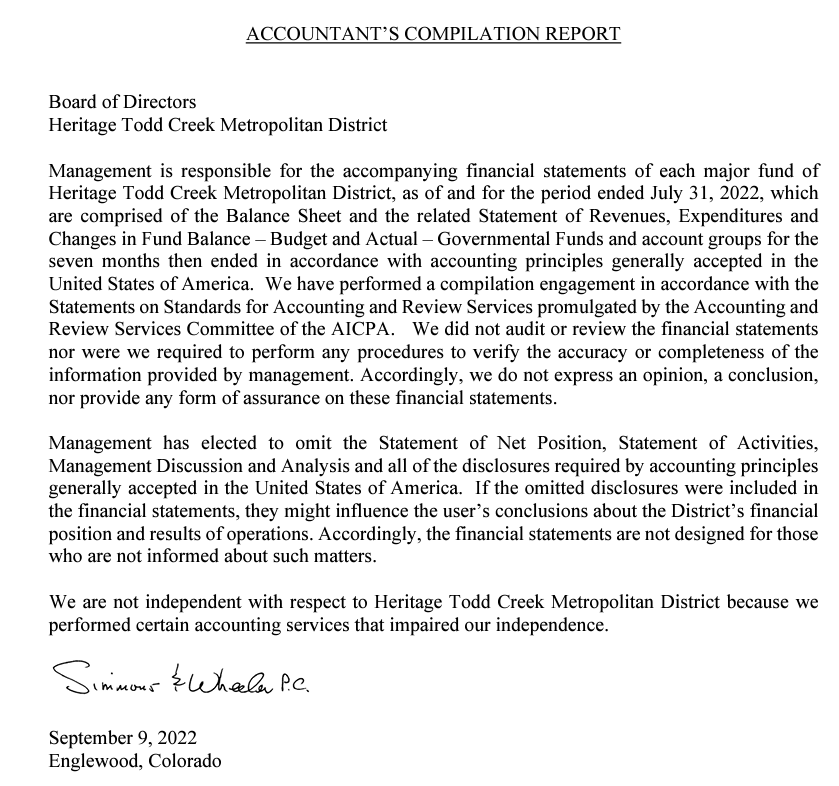 ACCOUNTANT'S COMPILATION REPORT
Board of Directors
Heritage Todd Creek Metropolitan District
Management is responsible for the accompanying financial statements of each major fund of
Heritage Todd Creek Metropolitan District, as of and for the period ended July 31, 2022, which
are comprised of the Balance Sheet and the related Statement of Revenues, Expenditures and
Changes in Fund Balance – Budget and Actual – Governmental Funds and account groups for the
seven months then ended in accordance with accounting principles generally accepted in the
United States of America.  We have performed a compilation engagement in accordance with the
Statements on Standards for Accounting and Review Services promulgated by the Accounting and
Review Services Committee of the AICPA.   We did not audit or review the financial statements
nor were we required to perform any procedures to verify the accuracy or completeness of the
information provided by management. Accordingly, we do not express an opinion, a conclusion,
nor provide any form of assurance on these financial statements.
Management has elected to omit the Statement of Net Position, Statement of Activities,
Management Discussion and Analysis and all of the disclosures required by accounting principles
generally accepted in the United States of America.  If the omitted disclosures were included in
the financial statements, they might influence the user's conclusions about the District's financial
position and results of operations. Accordingly, the financial statements are not designed for those
who are not informed about such matters.
We are not independent with respect to Heritage Todd Creek Metropolitan District because we
performed certain accounting services that impaired our independence.
Simmons & Wheeler P.C.
September 9, 2022
Englewood, Colorado